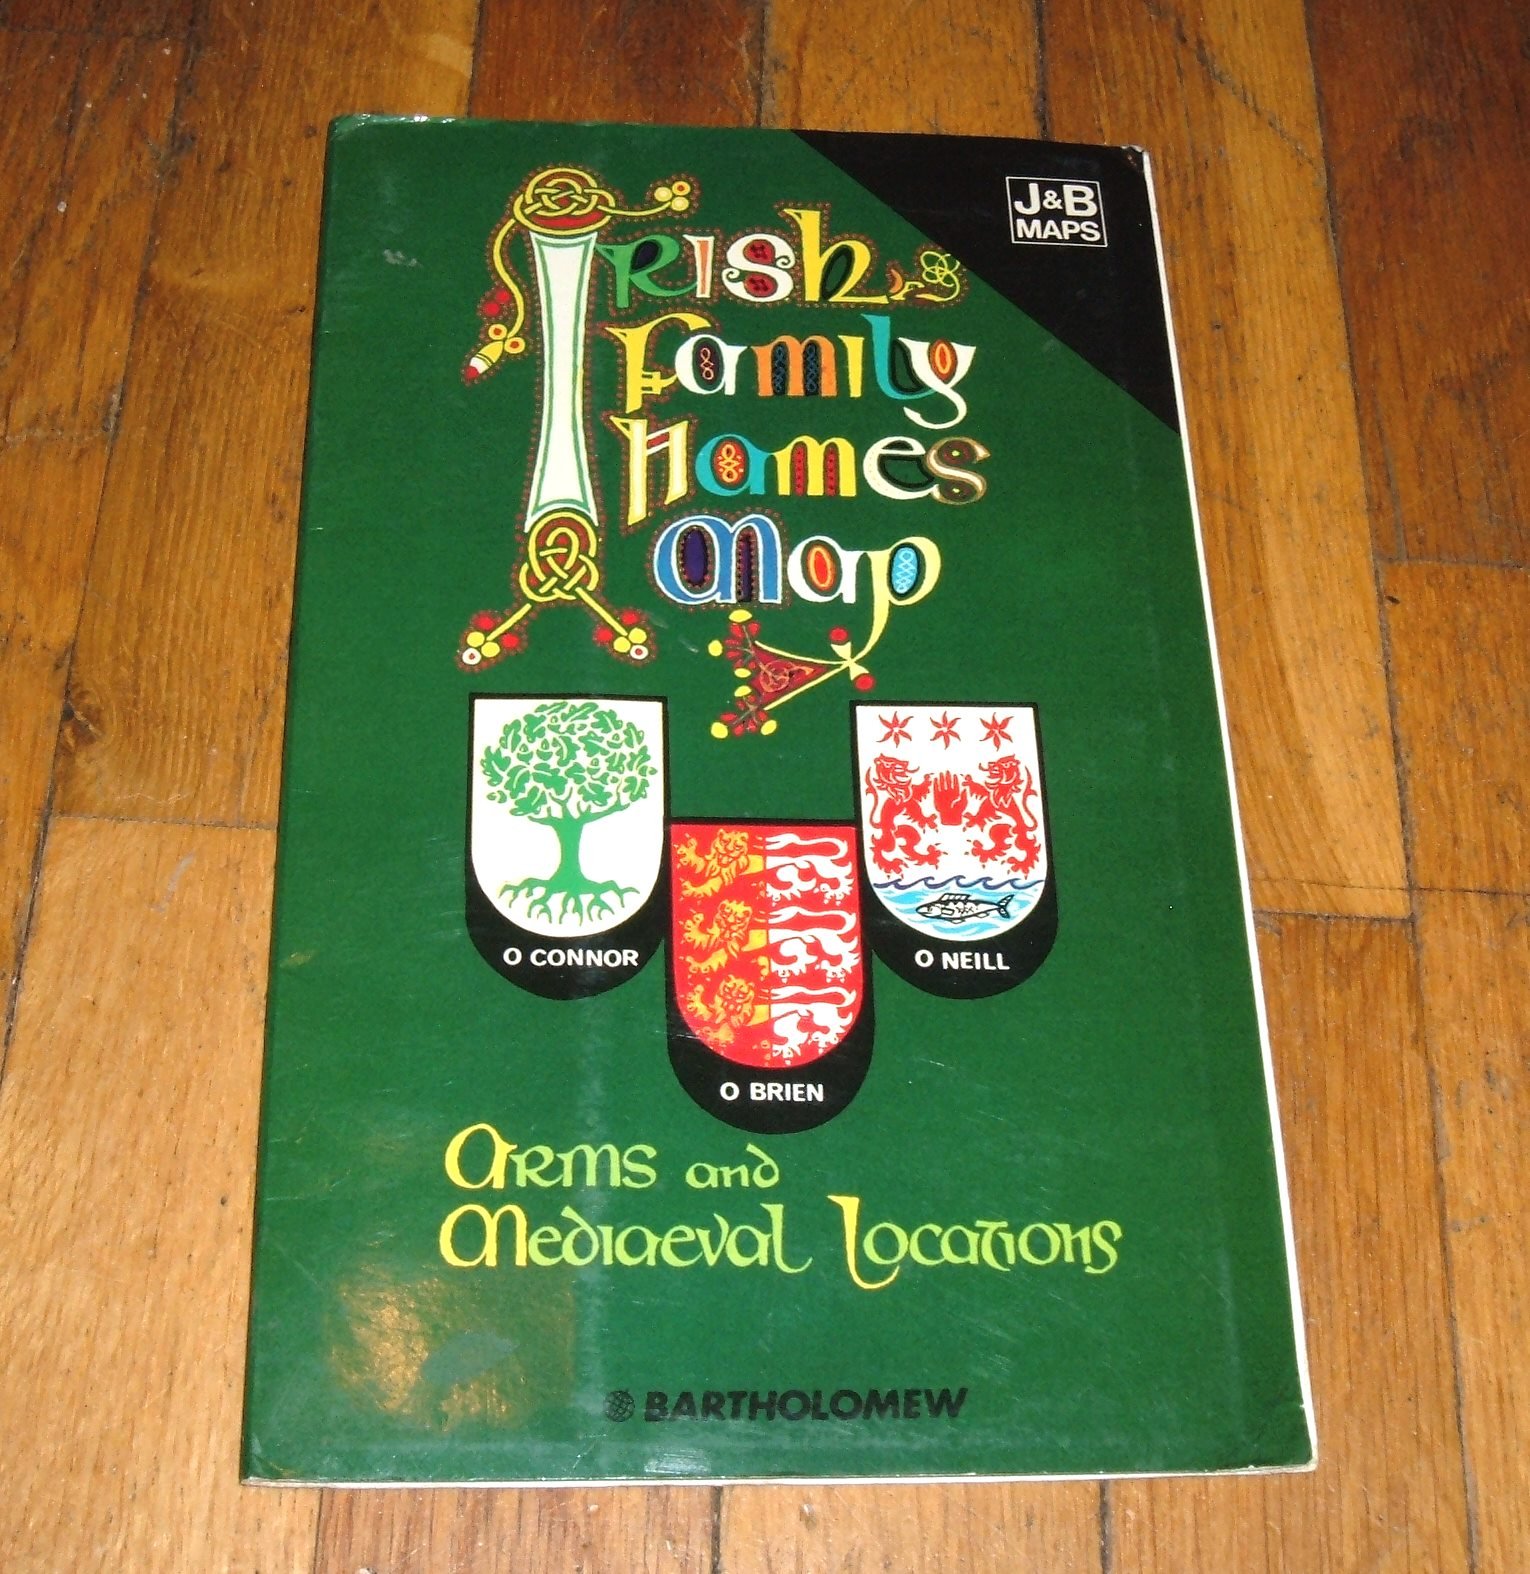 J&B
MAPS
Irish
Family
Names
Map
O CONNOR
O NEILL
O BRIEN
Arms and
Mediaeval Locations
BARTHOLOMEW